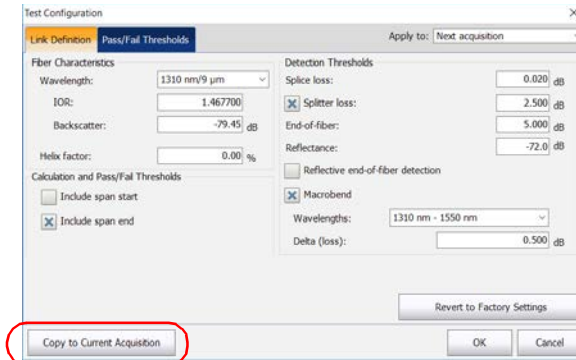 Test Configuration
Link Definition Pass/Fail Thresholds Apply to: Next acquisition
Fiber Characteristics
Wavelength: 1310 nm/9 µm
IOR: 1.467700
Backscatter: -79.45 dB
Helix factor: 0.00 %
Calculation and Pass/Fail Thresholds
Include span start
Include span end
Detection Thresholds
Splice loss: 0.020 dB
Splitter loss: 2.500 dB
End-of-fiber: 5.000 dB
Reflectance: -72.0 dB
Reflective end-of-fiber detection
Macrobend
Wavelengths: 1310 nm - 1550 nm
Delta (loss): 0.500 dB
Revert to Factory Settings
Copy to Current Acquisition OK Cancel